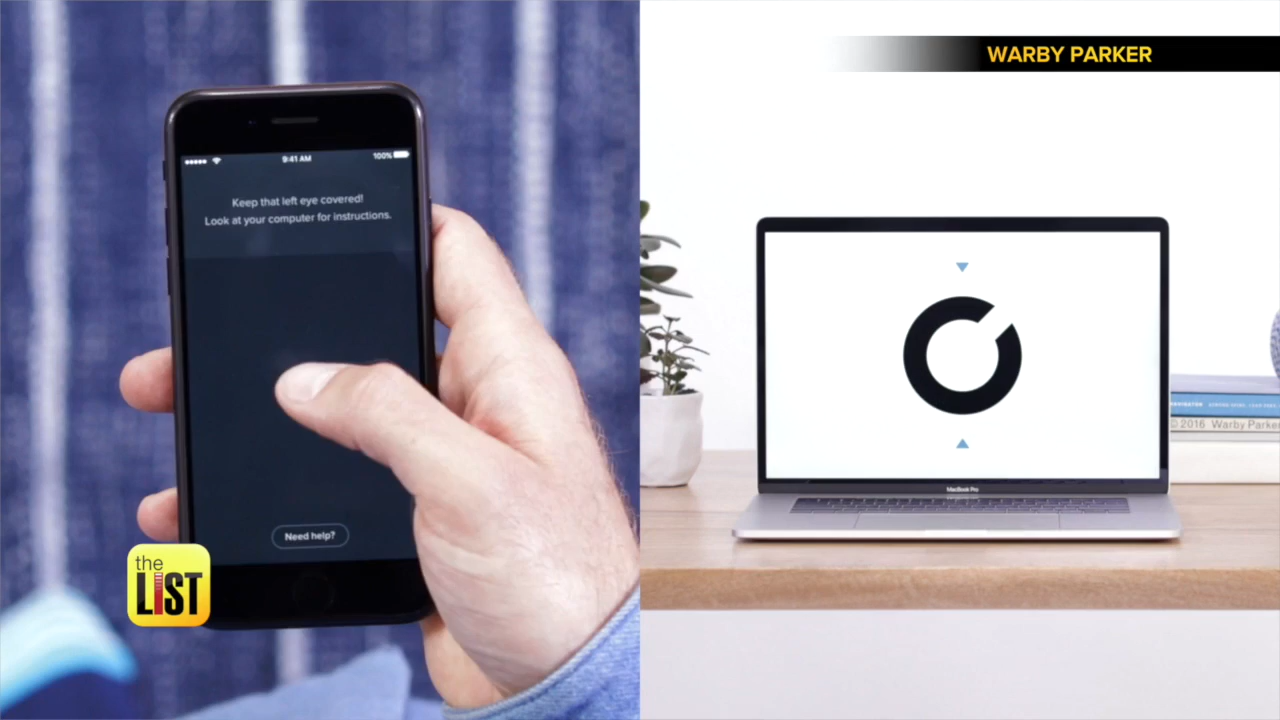 WARBY PARKER
9:41 AM
100%
Keep that left eye covered!
Look at your computer for instructions.
Need help?
the
LIST
MacBook Pro
© 2016 Warby Parker